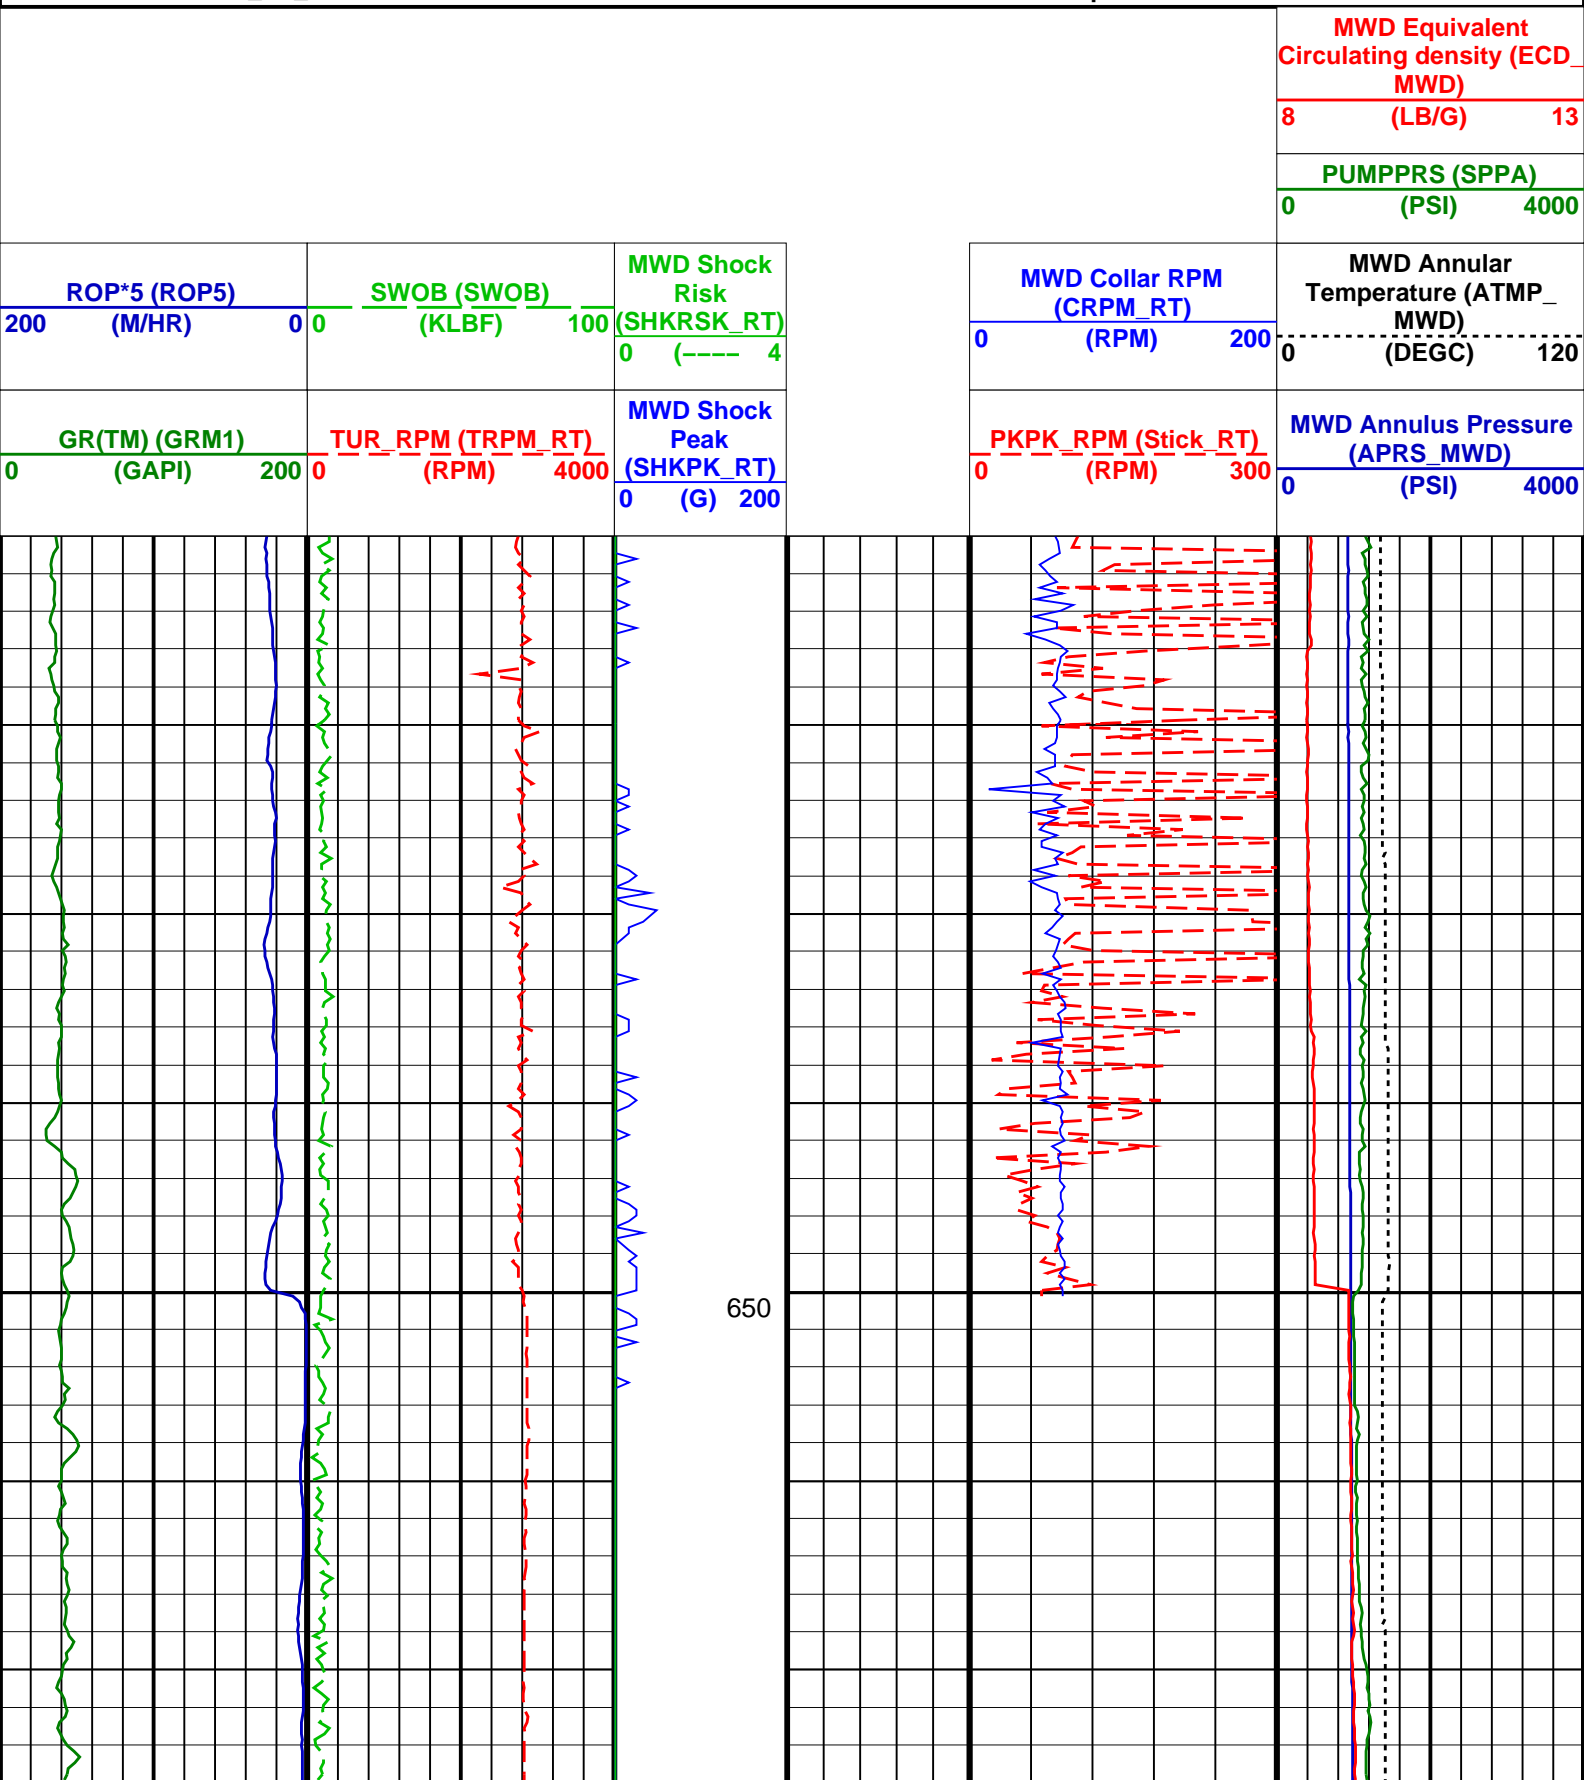 MWD Equivalent
Circulating density (ECD_
MWD)
8 (LB/G) 13
PUMPPRS (SPPA)
0 (PSI) 4000
ROP*5 (ROP5)
200 (M/HR) 0
SWOB (SWOB)
0 (KLBF) 100
MWD Shock
Risk
(SHKRSK_RT)
0 (---- 4
MWD Collar RPM
(CRPM_RT)
0 (RPM) 200
MWD Annular
Temperature (ATMP_
MWD)
0 (DEGC) 120
GR(TM) (GRM1)
0 (GAPI) 200
TUR_RPM (TRPM_RT)
0 (RPM) 4000
MWD Shock
Peak
(SHKPK_RT)
0 (G) 200
PKPK_RPM (Stick_RT)
0 (RPM) 300
MWD Annulus Pressure
(APRS_MWD)
0 (PSI) 4000
650